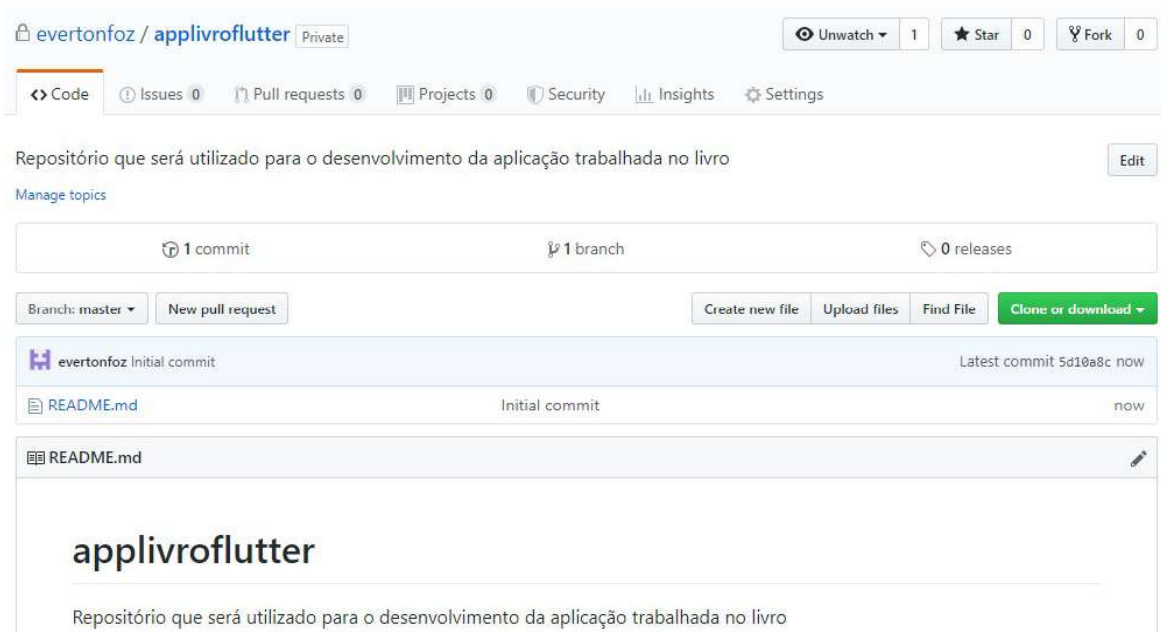 evertonfoz / applivroflutter Private Unwatch 1 Star 0 Fork 0
Code Issues 0 Pull requests 0 Projects 0 Security Insights Settings
Repositório que será utilizado para o desenvolvimento da aplicação trabalhada no livro Edit
Manage topics
1 commit 1 branch 0 releases
Branch: master New pull request Create new file Upload files Find File Clone or download
evertonfoz Initial commit Latest commit 5d10a8c now
README.md Initial commit now
README.md
applivroflutter
Repositório que será utilizado para o desenvolvimento da aplicação trabalhada no livro